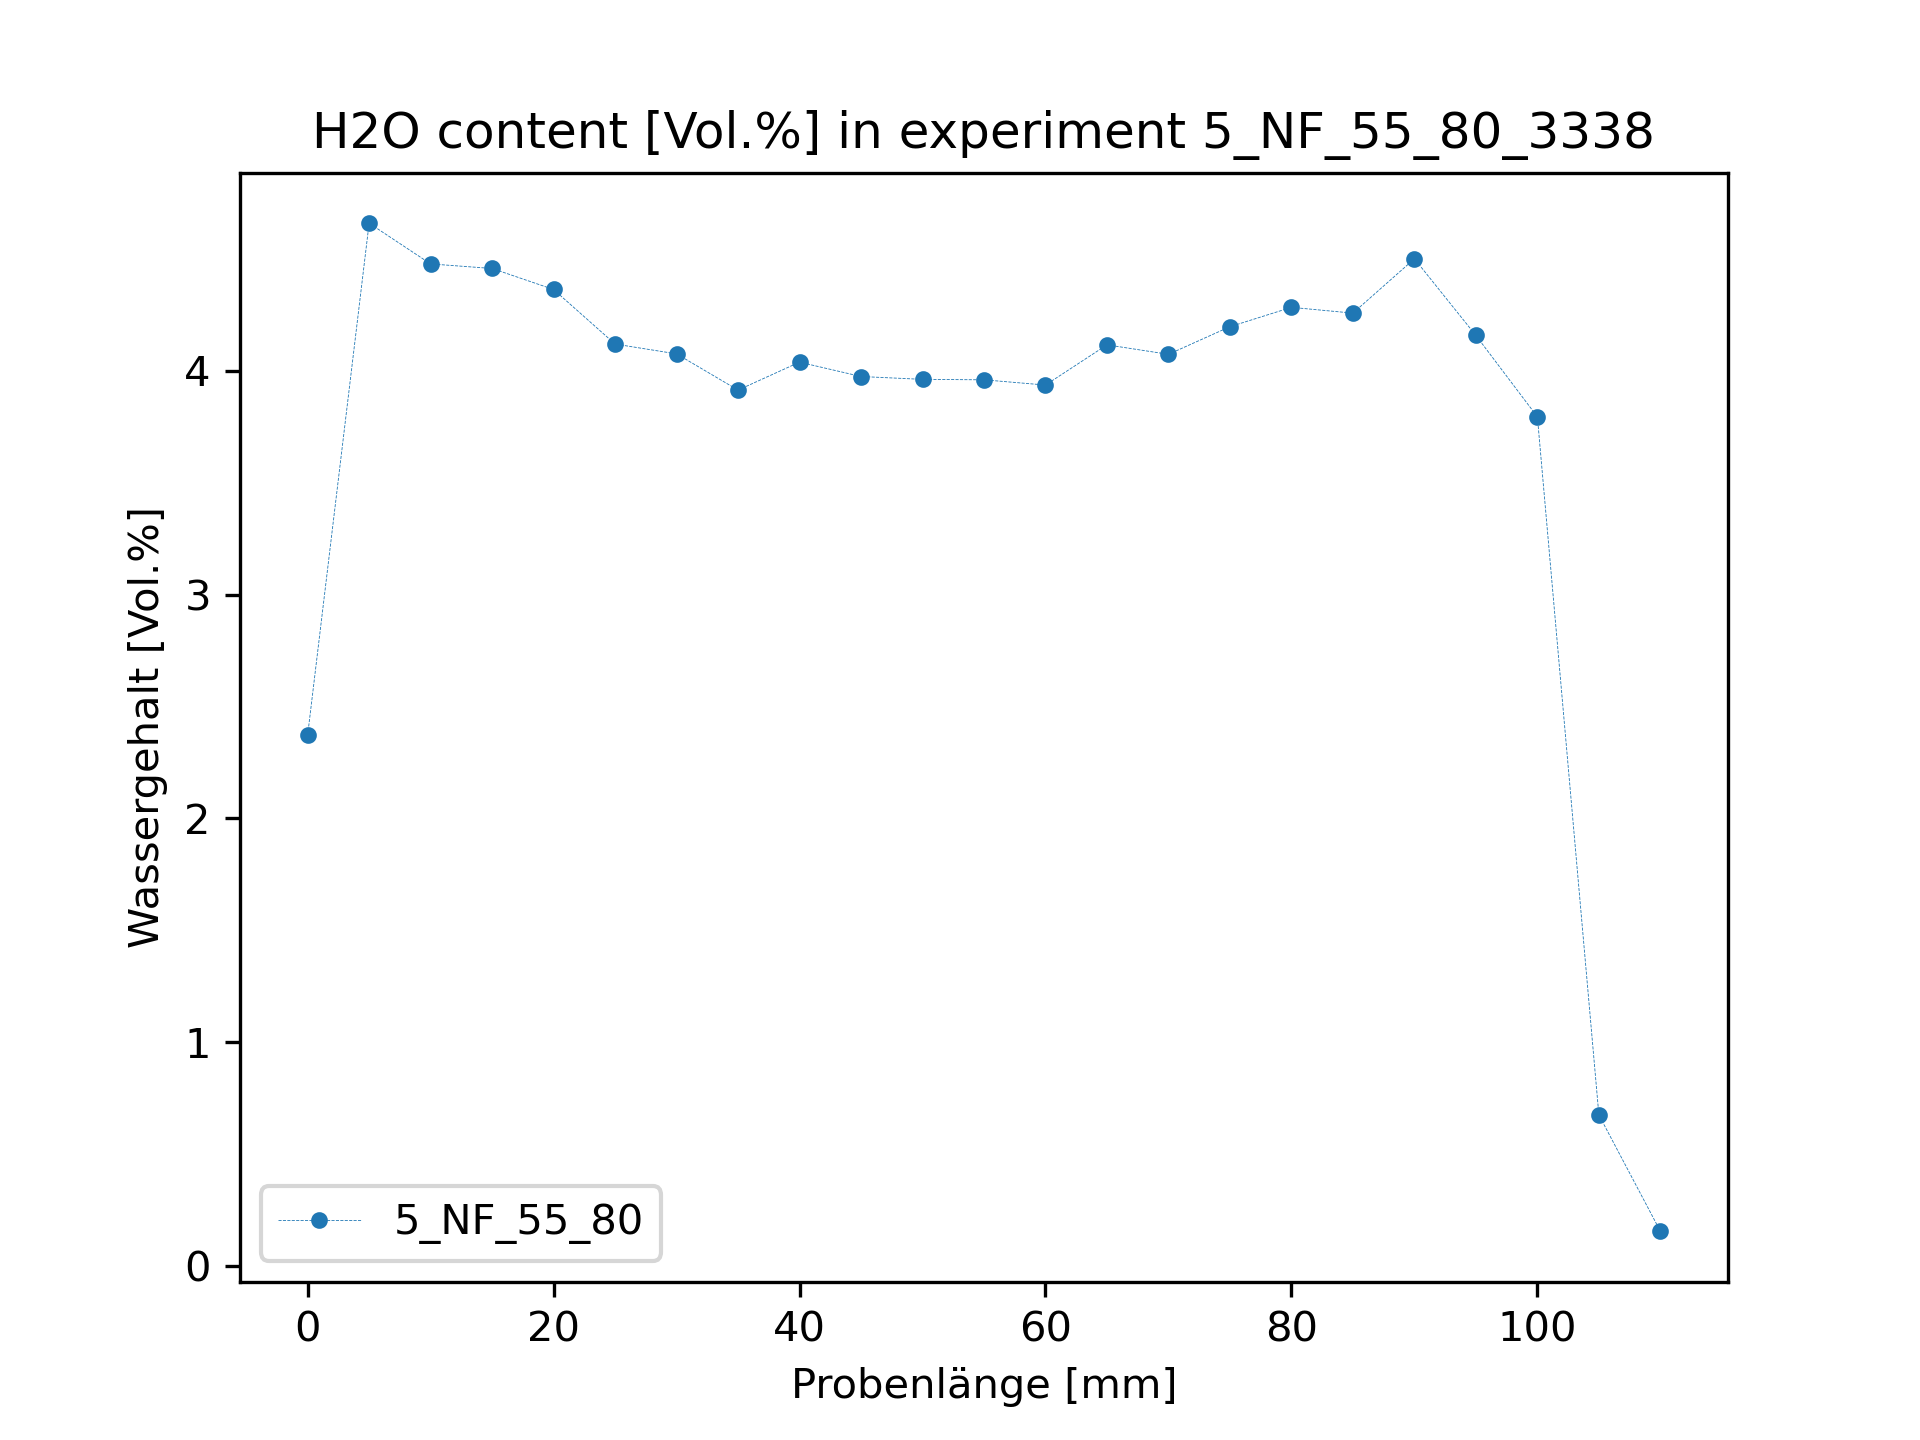 H2O content [Vol.%] in experiment 5_NF_55_80_3338
Wassergehalt [Vol.%]
4
3
2
1
0
5_NF_55_80
0 20 40 60 80 100
Probenlänge [mm]